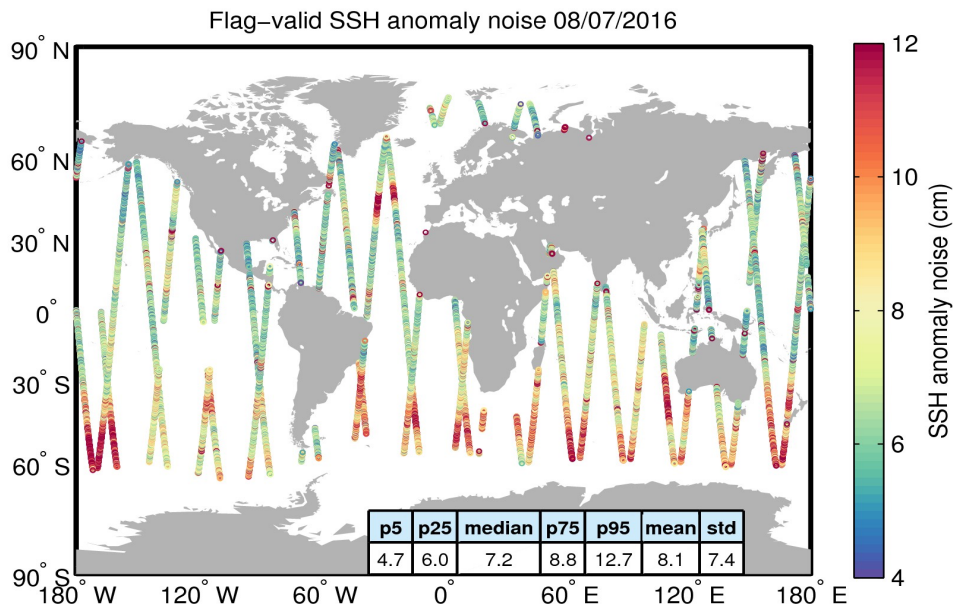 Flag−valid SSH anomaly noise 08/07/2016
90° N
60° N
30° N
0°
30° S
60° S
90° S
180° W
120° W
60° W
0°
60° E
120° E
180° E
p5 p25 median p75 p95 mean std
4.7 6.0 7.2 8.8 12.7 8.1 7.4
12
10
8
6
4
SSH anomaly noise (cm)